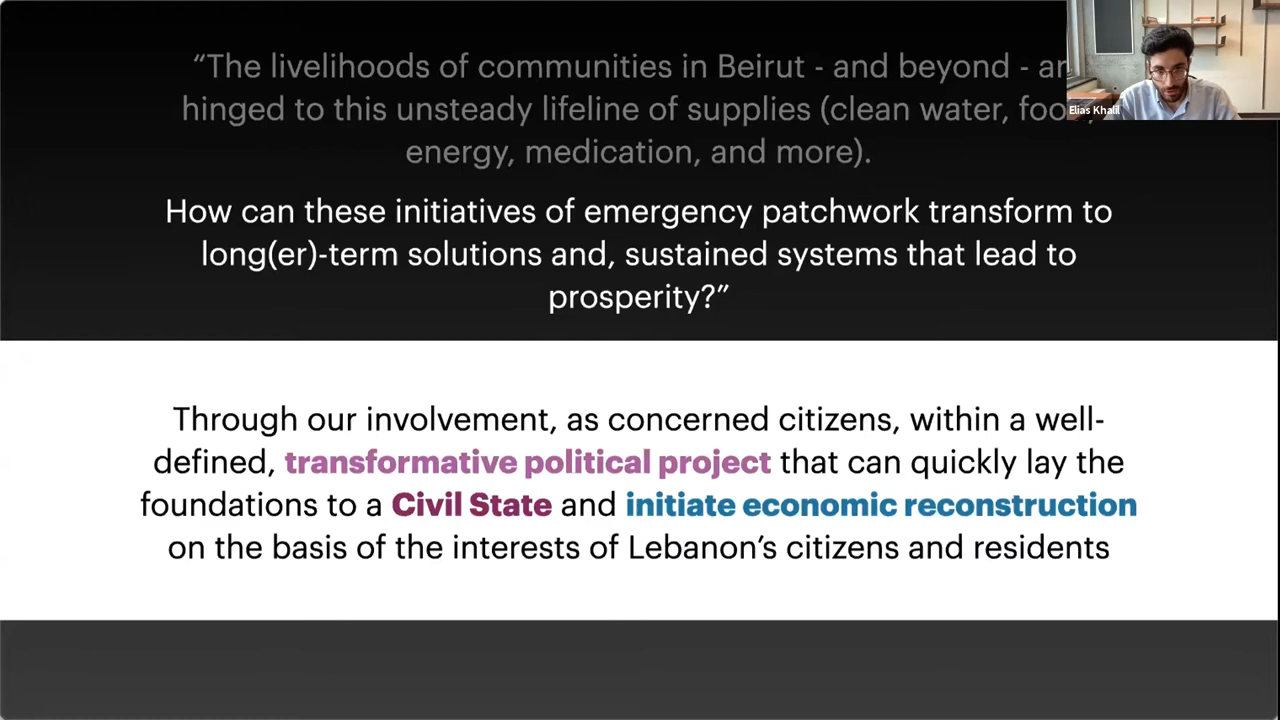 “The livelihoods of communities in Beirut - and beyond - are
hinged to this unsteady lifeline of supplies (clean water, food,
energy, medication, and more).
How can these initiatives of emergency patchwork transform to
long(er)-term solutions and, sustained systems that lead to
prosperity?”
Through our involvement, as concerned citizens, within a well-
defined, transformative political project that can quickly lay the
foundations to a Civil State and initiate economic reconstruction
on the basis of the interests of Lebanon’s citizens and residents
Elias Khalil